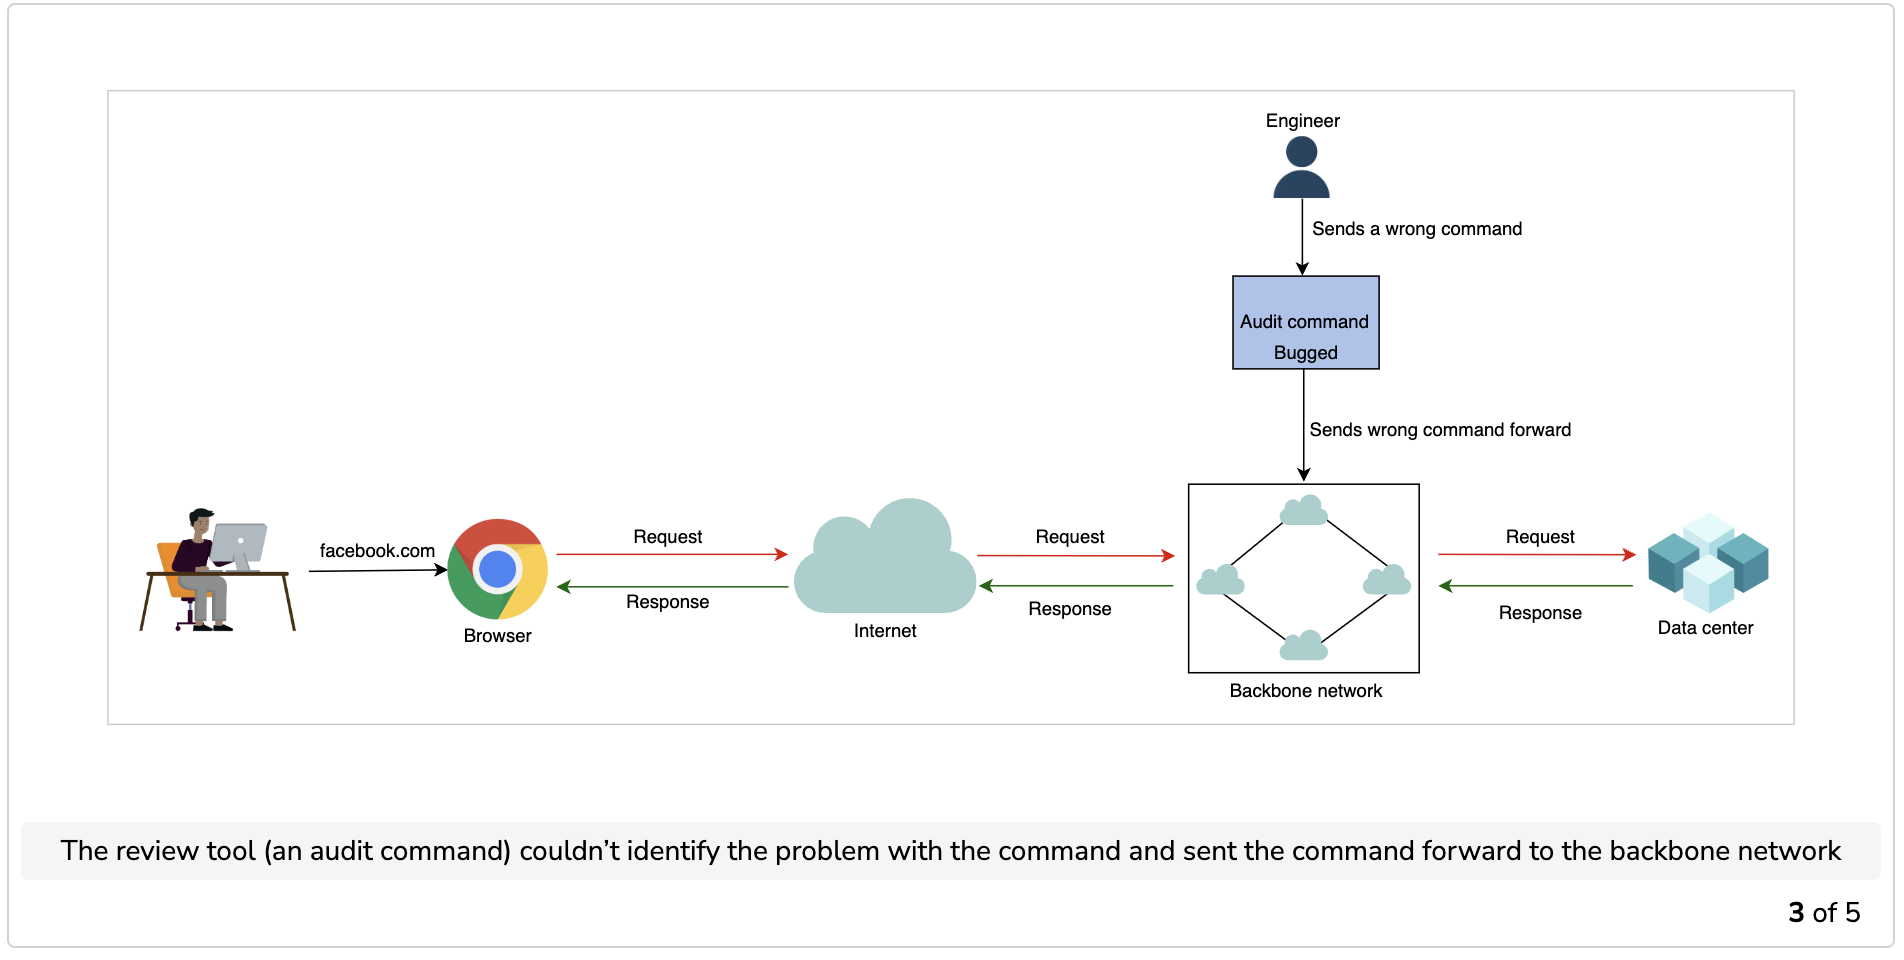 Engineer
Sends a wrong command
Audit command
Bugged
Sends wrong command forward
facebook.com
Request
Response
Request
Response
Request
Response
Browser
Internet
Backbone network
Data center
The review tool (an audit command) couldn’t identify the problem with the command and sent the command forward to the backbone network
3 of 5